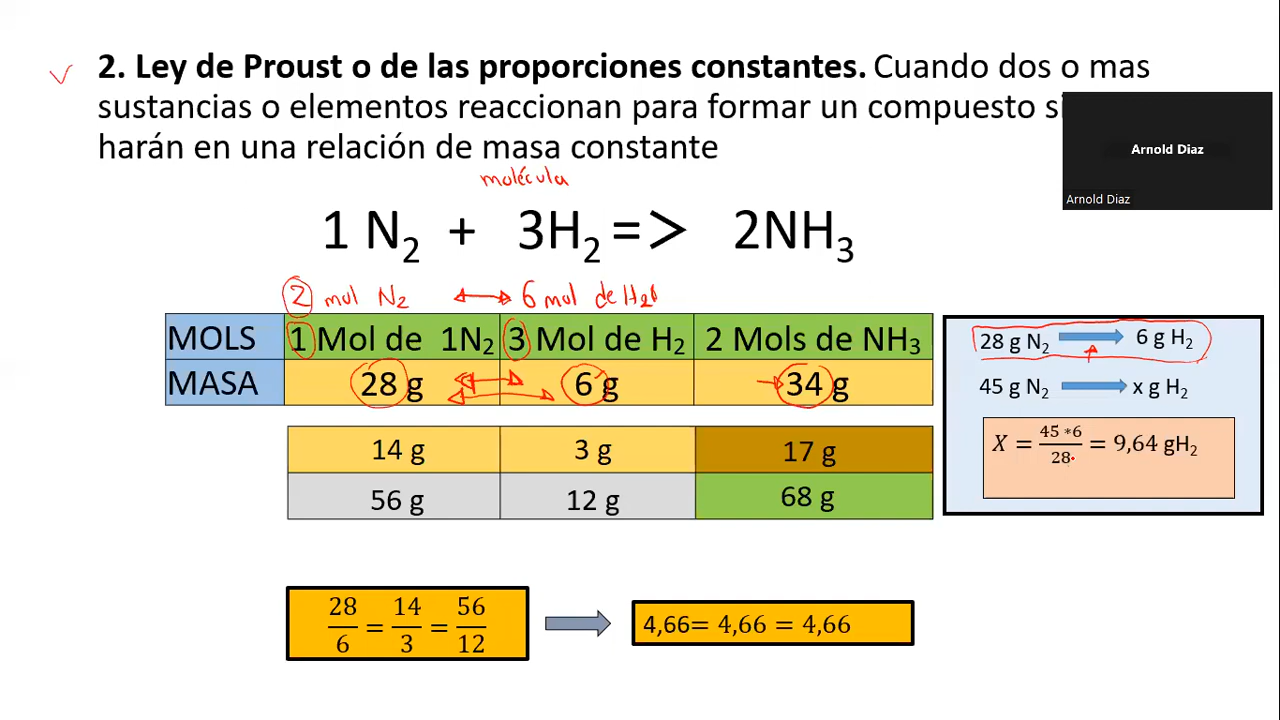 2. Ley de Proust o de las proporciones constantes. Cuando dos o mas
sustancias o elementos reaccionan para formar un compuesto si
harán en una relación de masa constante
Arnold Diaz
Arnold Diaz
molécula
1 N₂ + 3H₂ => 2NH₃
2 mol N₂ 6 mol de H₂
MOLS 1 Mol de 1N₂ 3 Mol de H₂ 2 Mols de NH₃
MASA 28 g 6 g 34 g
14 g 3 g 17 g
56 g 12 g 68 g
28 g N₂ 6 g H₂
45 g N₂ x g H₂
X = 45 *6 / 28 = 9,64 gH₂
28/6 = 14/3 = 56/12
4,66= 4,66 = 4,66